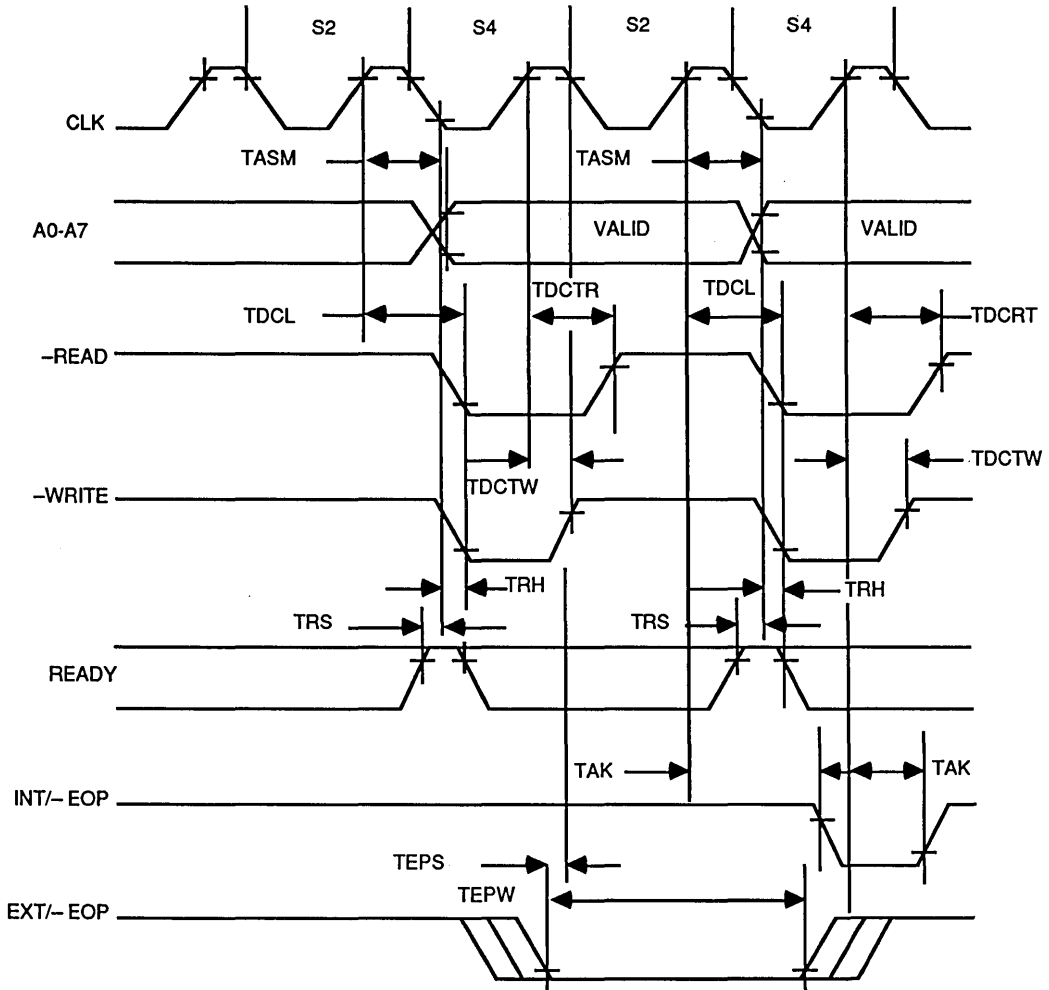 S2 S4 S2 S4
CLK
TASM TASM
A0-A7 VALID VALID
TDCL TDCTR TDCL TDCRT
–READ
TDCTW TDCTW
–WRITE
TRH TRH
TRS TRS
READY
TAK TAK
INT/– EOP
TEPS
TEPW
EXT/– EOP